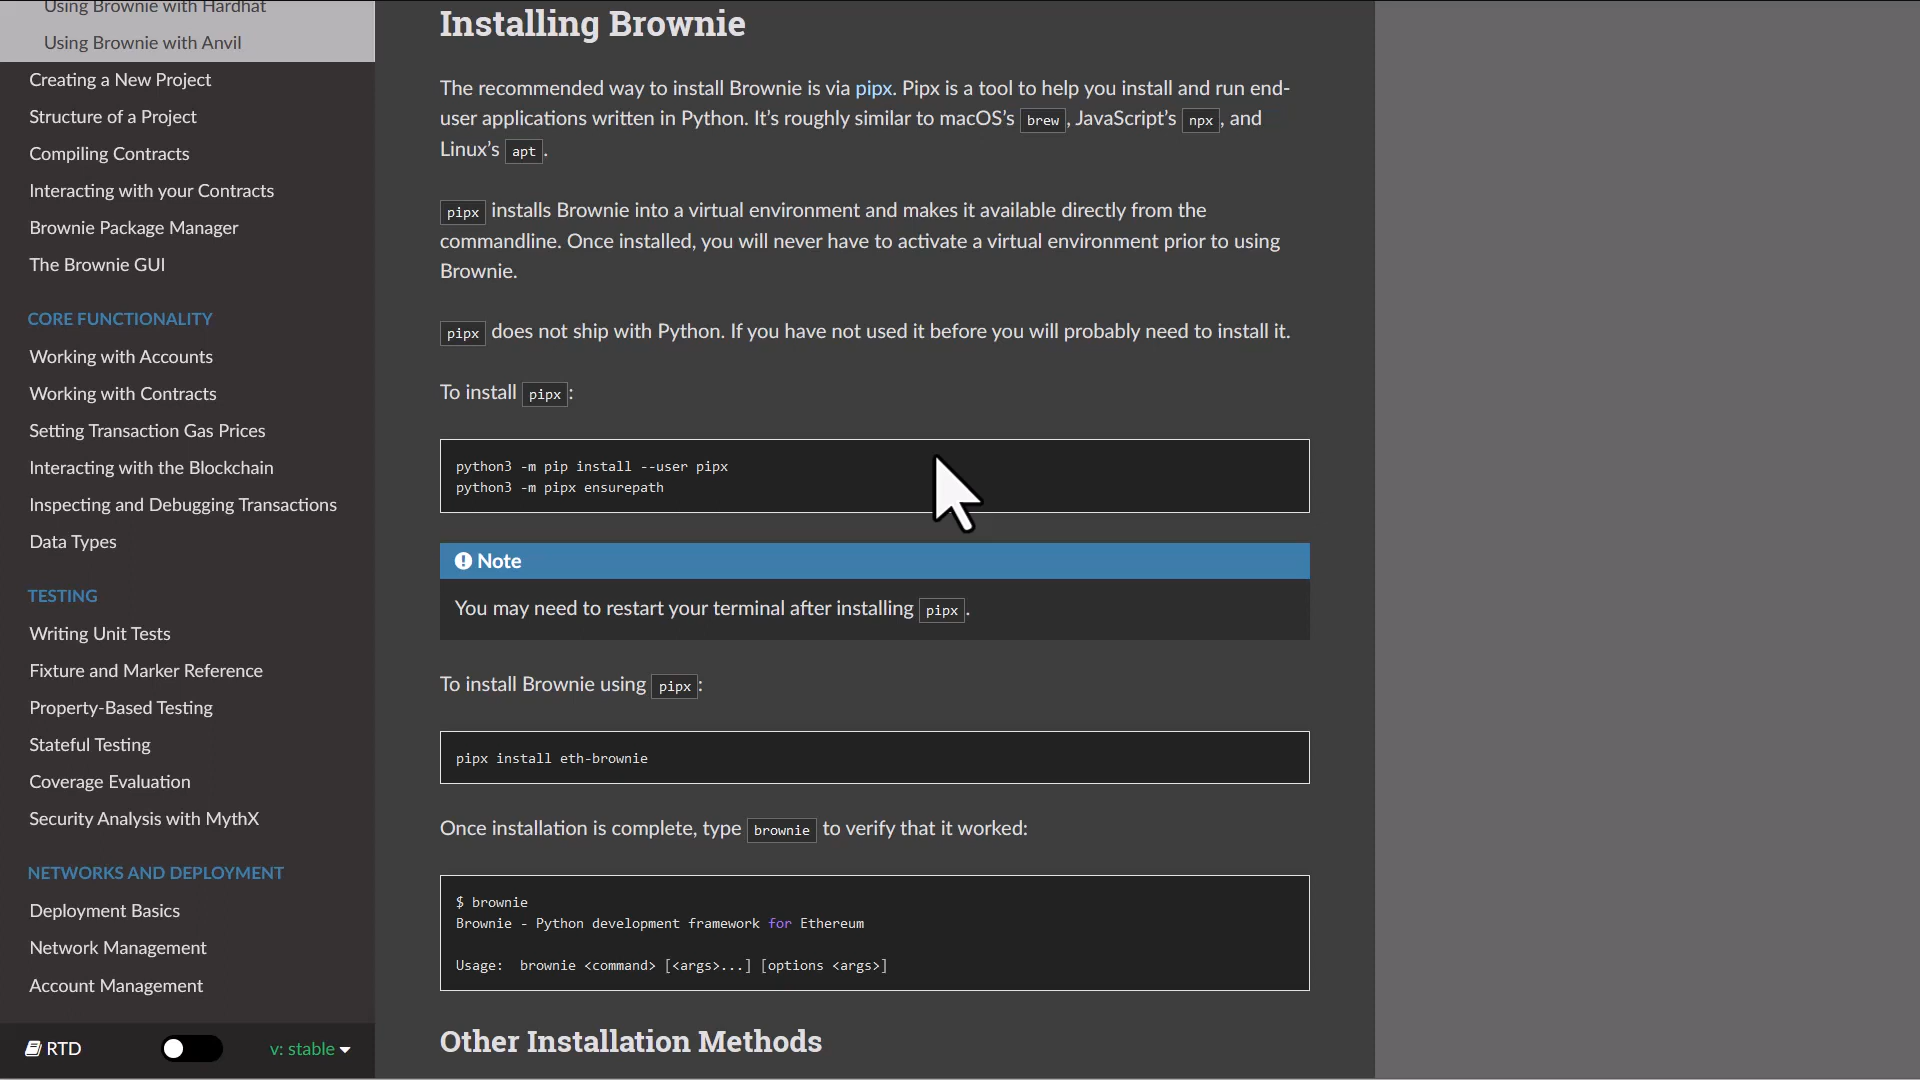 Using Brownie with Hardhat
Using Brownie with Anvil
Creating a New Project
Structure of a Project
Compiling Contracts
Interacting with your Contracts
Brownie Package Manager
The Brownie GUI
CORE FUNCTIONALITY
Working with Accounts
Working with Contracts
Setting Transaction Gas Prices
Interacting with the Blockchain
Inspecting and Debugging Transactions
Data Types
TESTING
Writing Unit Tests
Fixture and Marker Reference
Property-Based Testing
Stateful Testing
Coverage Evaluation
Security Analysis with MythX
NETWORKS AND DEPLOYMENT
Deployment Basics
Network Management
Account Management
RTD
v: stable
Installing Brownie
The recommended way to install Brownie is via pipx. Pipx is a tool to help you install and run end-
user applications written in Python. It’s roughly similar to macOS’s brew, JavaScript’s npx, and
Linux’s apt.
pipx installs Brownie into a virtual environment and makes it available directly from the
commandline. Once installed, you will never have to activate a virtual environment prior to using
Brownie.
pipx does not ship with Python. If you have not used it before you will probably need to install it.
To install pipx:
python3 -m pip install --user pipx
python3 -m pipx ensurepath
Note
You may need to restart your terminal after installing pipx.
To install Brownie using pipx:
pipx install eth-brownie
Once installation is complete, type brownie to verify that it worked:
$ brownie
Brownie - Python development framework for Ethereum
Usage:  brownie <command> [<args>...] [options <args>]
Other Installation Methods